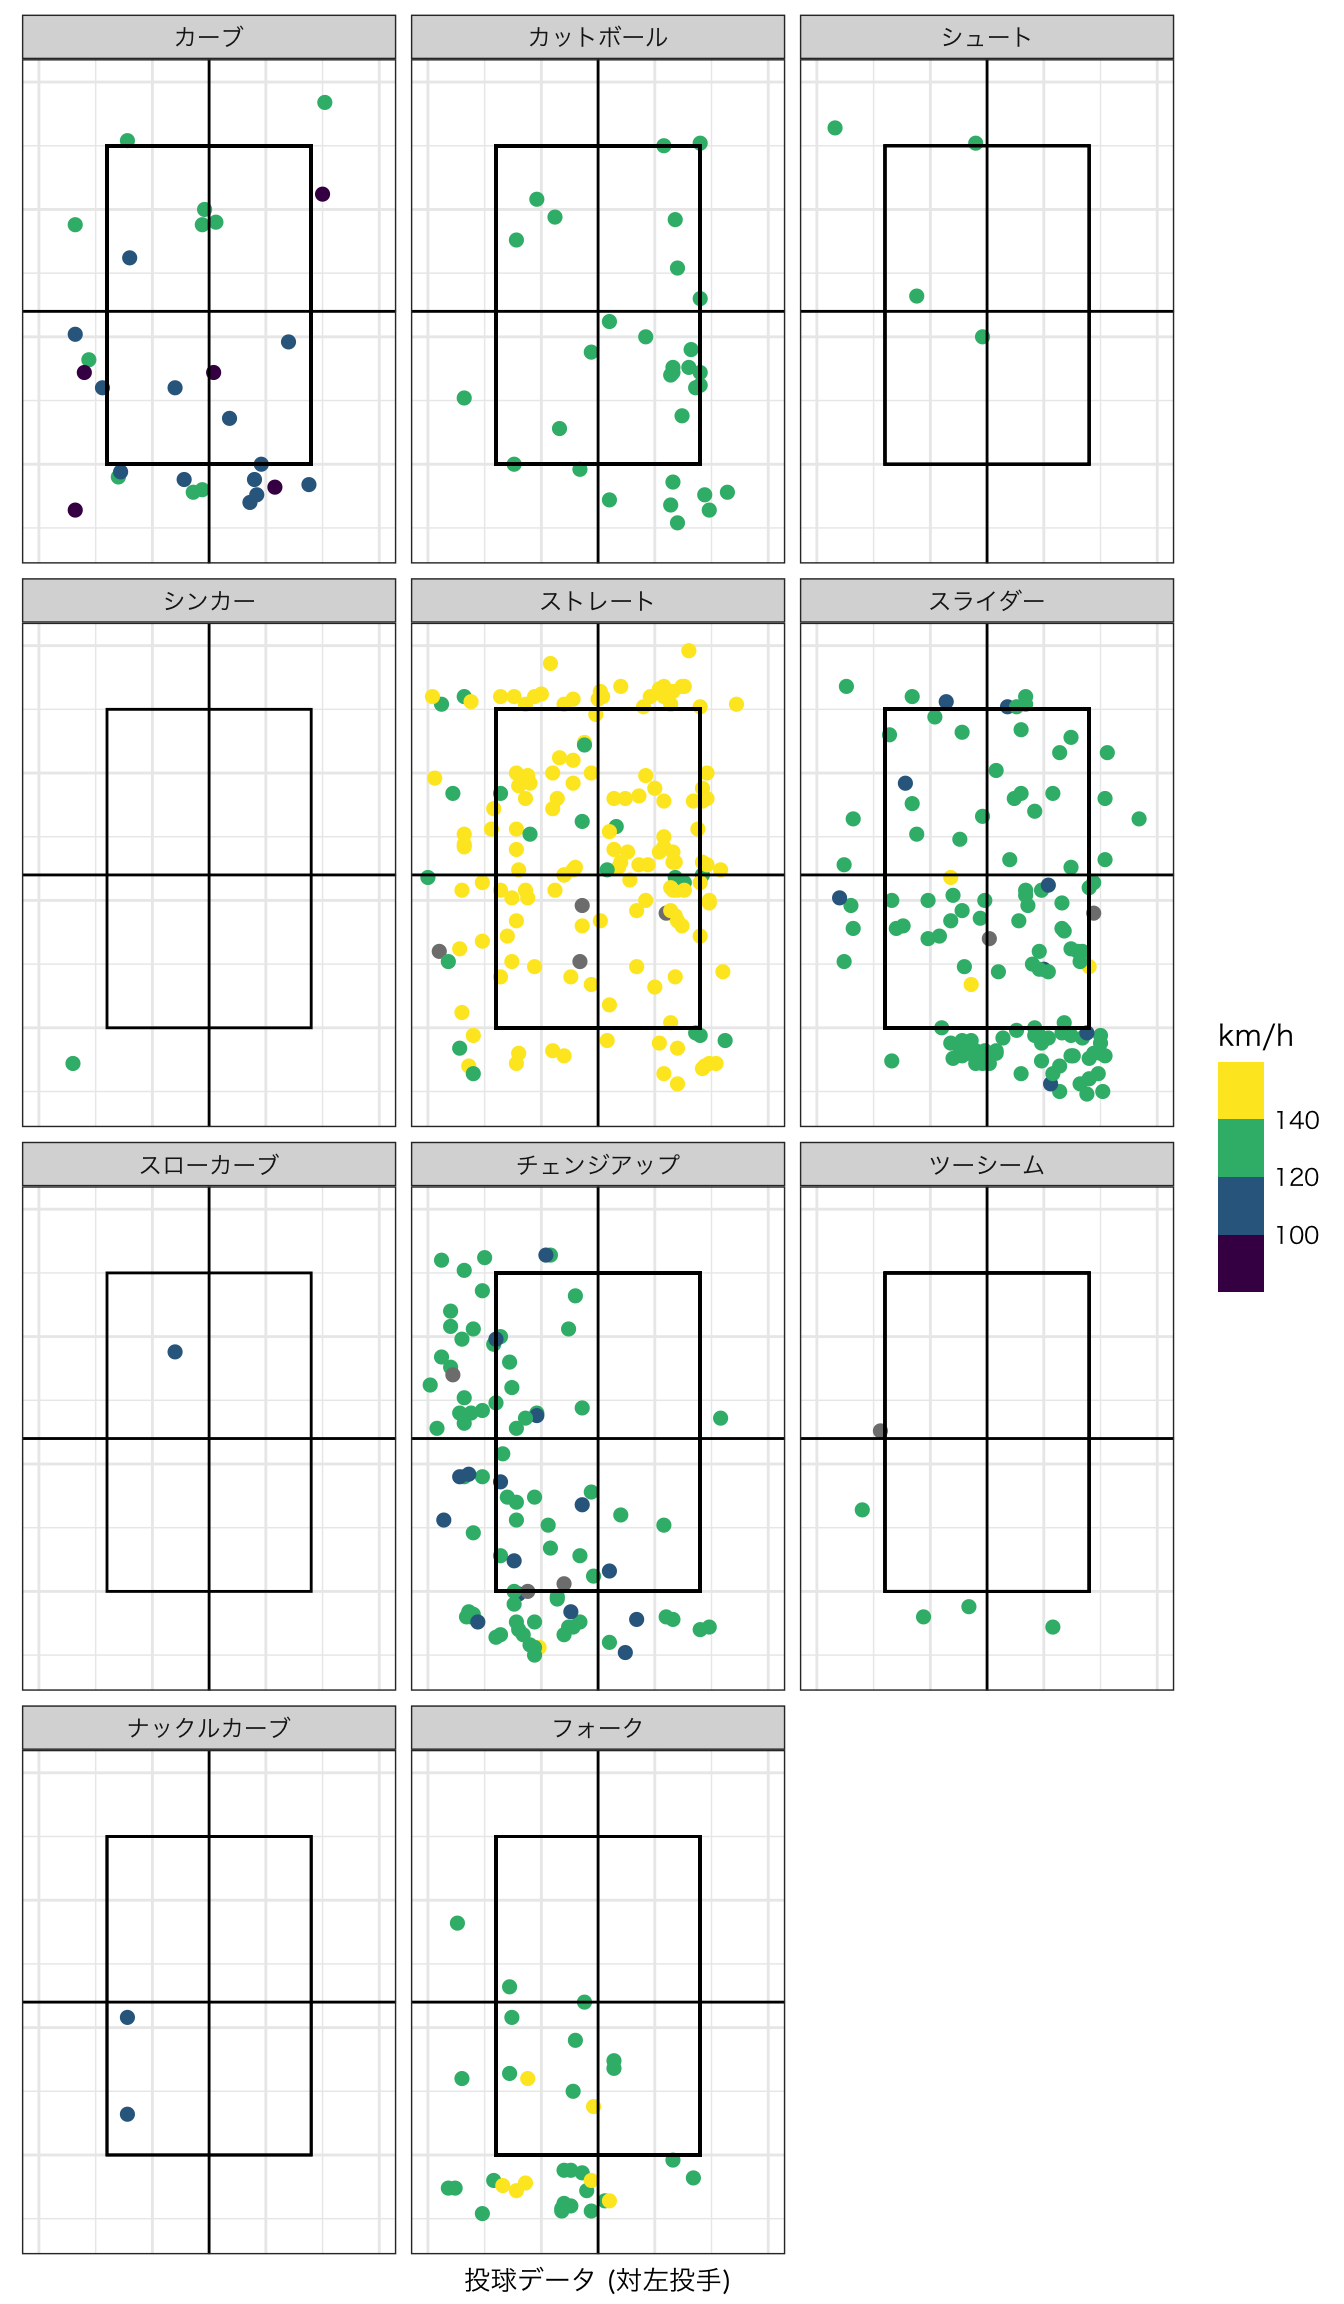 カーブ
カットボール
シュート
シンカー
ストレート
スライダー
スローカーブ
チェンジアップ
ツーシーム
ナックルカーブ
フォーク
km/h
140
120
100
投球データ (対左投手)